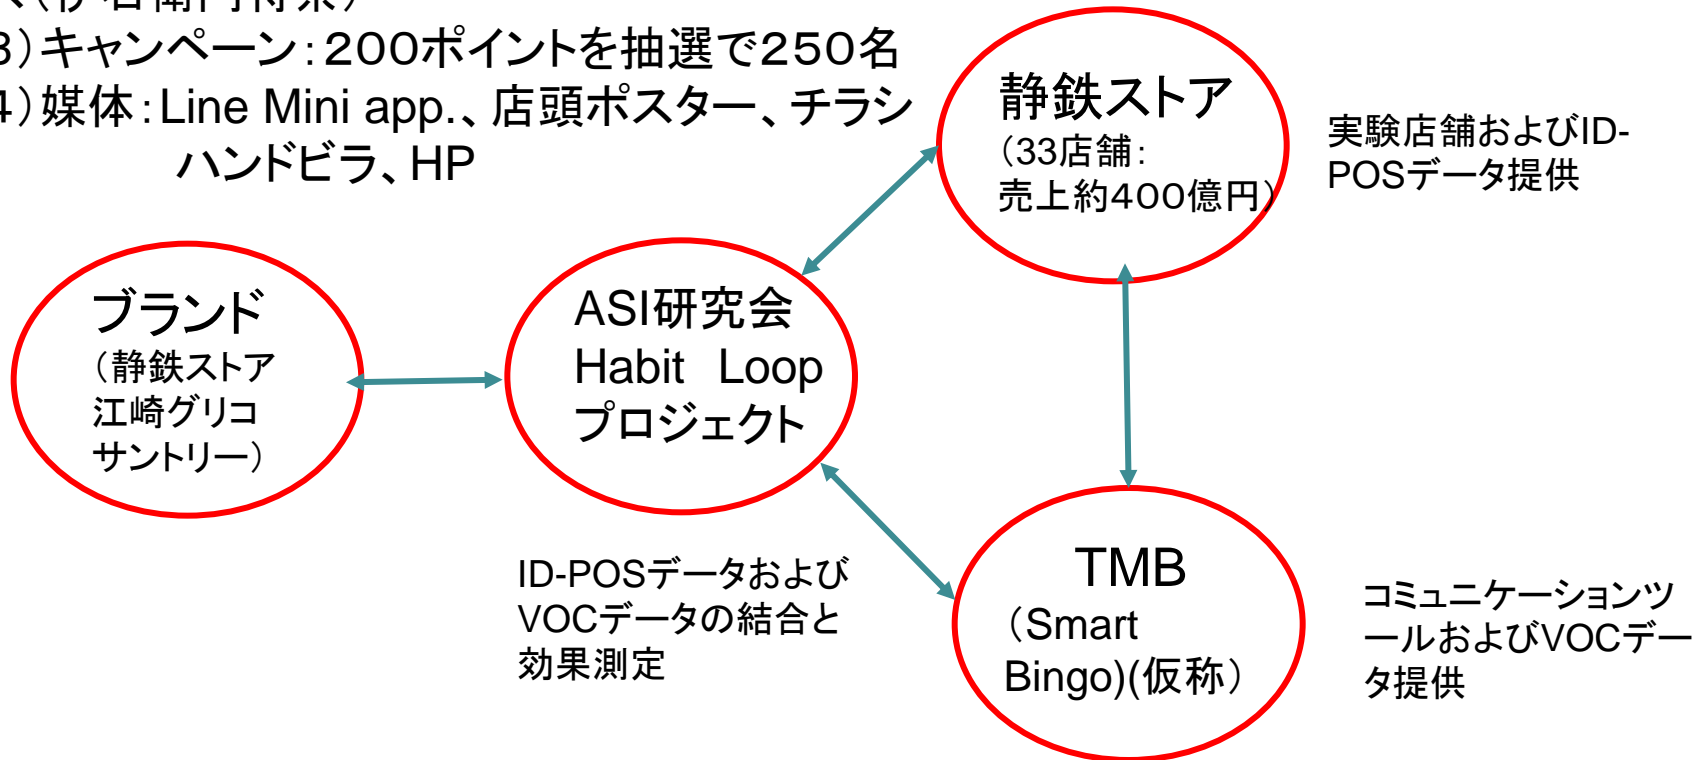 (伊右衛門特茶)
3)キャンペーン:200ポイントを抽選で250名
4)媒体:Line Mini app.、店頭ポスター、チラシ
ハンドビラ、HP
静鉄ストア
(33店舗:
売上約400億円)
実験店舗およびID-
POSデータ提供
ブランド
(静鉄ストア
江崎グリコ
サントリー)
ASI研究会
Habit Loop
プロジェクト
ID-POSデータおよび
VOCデータの結合と
効果測定
TMB
(Smart
Bingo)(仮称)
コミュニケーションツ
ールおよびVOCデー
タ提供